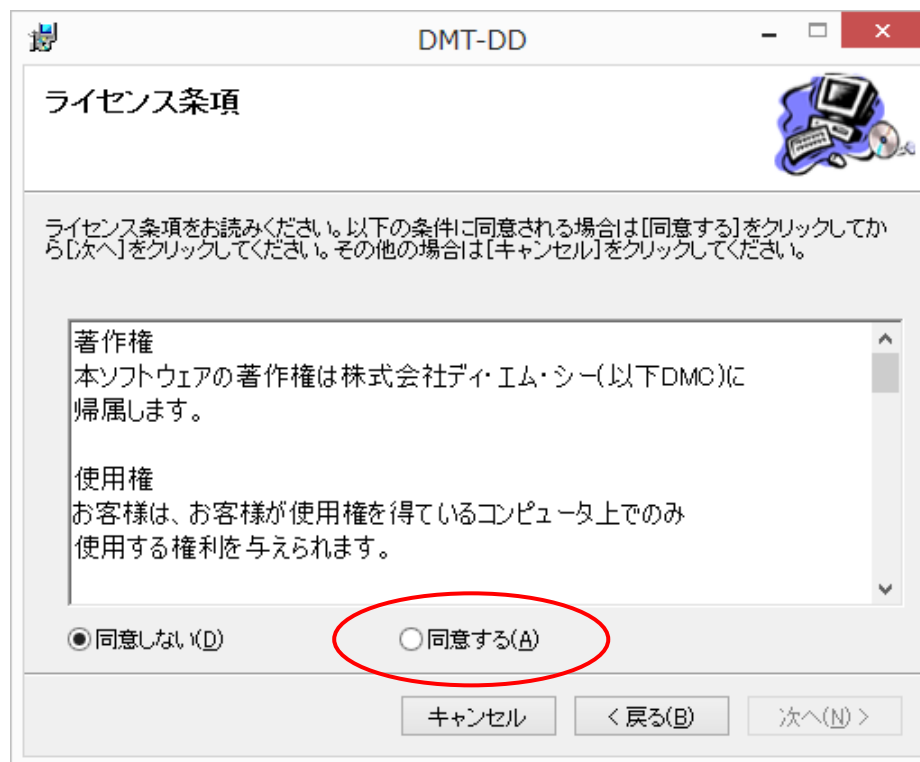 DMT-DD
ライセンス条項
ライセンス条項をお読みください。以下の条件に同意される場合は[同意する]をクリックしてか
ら[次へ]をクリックしてください。その他の場合は[キャンセル]をクリックしてください。
著作権
本ソフトウェアの著作権は株式会社ディ・エム・シー(以下DMC)に
帰属します。
使用権
お客様は、お客様が使用権を得ているコンピュータ上でのみ
使用する権利を与えられます。
同意しない(D)
同意する(A)
キャンセル
< 戻る(B)
次へ(N) >